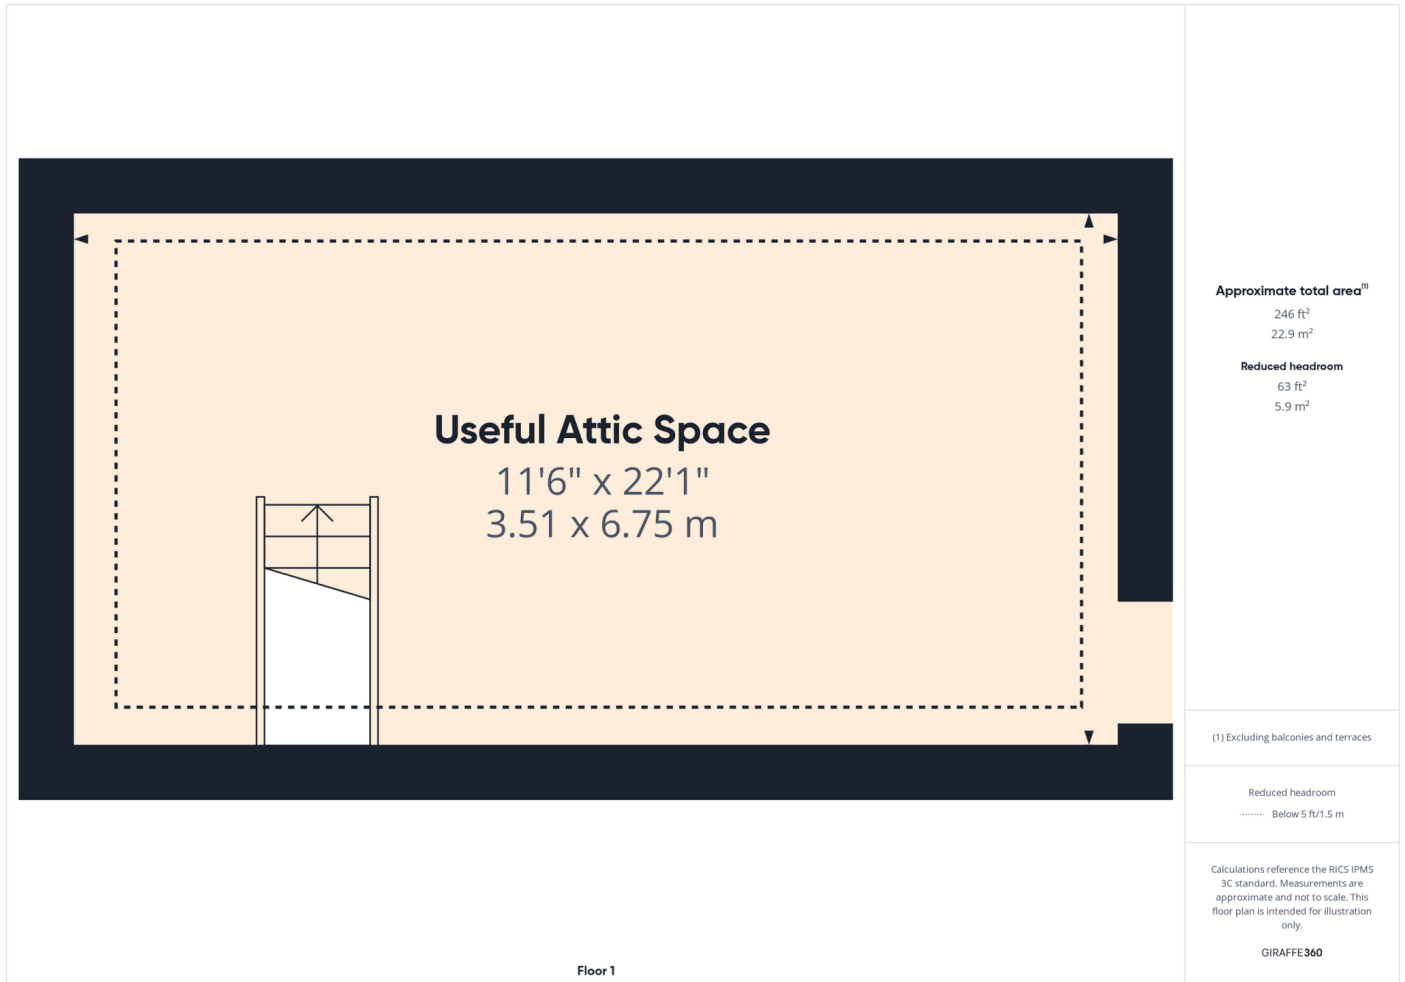 Useful Attic Space
11'6" x 22'1"
3.51 x 6.75 m
Floor 1
Approximate total area(1)
246 ft²
22.9 m²
Reduced headroom
63 ft²
5.9 m²
(1) Excluding balconies and terraces
Reduced headroom
Below 5 ft/1.5 m
Calculations reference the RICS IPMS
3C standard. Measurements are
approximate and not to scale. This
floor plan is intended for illustration
only.
GIRAFFE360